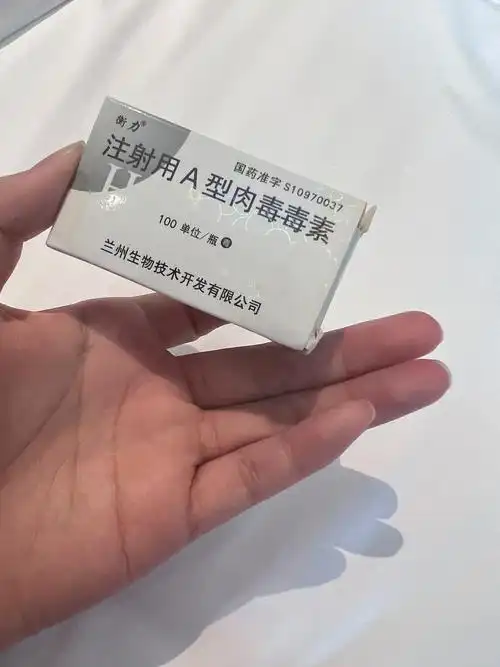 衡力®
注射用A型肉毒毒素
国药准字 S10970037
H
100 单位/瓶
兰州生物技术开发有限公司